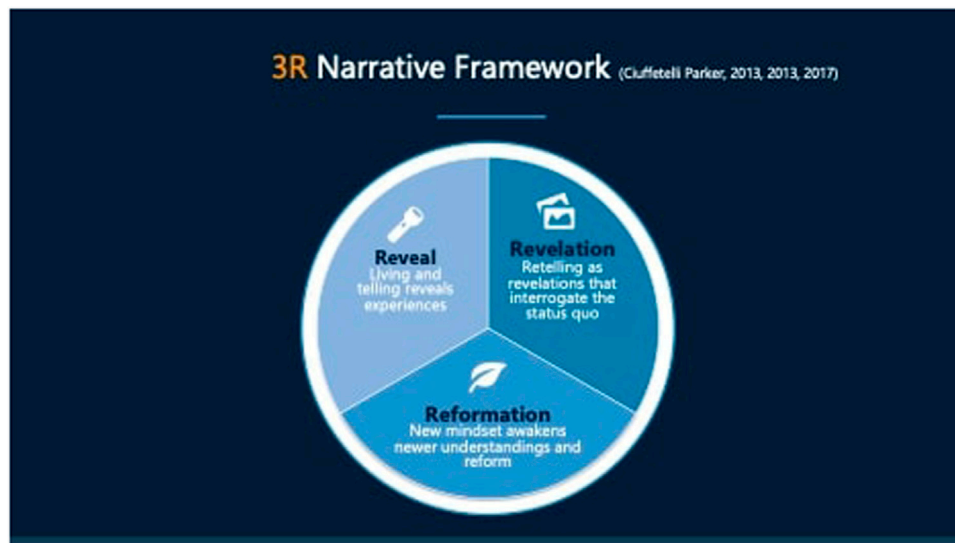 3R Narrative Framework (Ciuffetelli Parker, 2013, 2013, 2017)
Reveal
Living and
telling reveals
experiences
Revelation
Retelling as
revelations that
interrogate the
status quo
Reformation
New mindset awakens
newer understandings and
reform